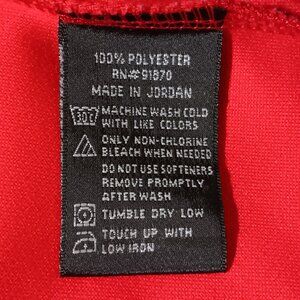 100% POLYESTER
RN#91870
MADE IN JORDAN
MACHINE WASH COLD
WITH LIKE COLORS
ONLY NON-CHLORINE
BLEACH WHEN NEEDED
DO NOT USE SOFTENERS
REMOVE PROMPTLY
AFTER WASH
TUMBLE DRY LOW
TOUCH UP WITH
LOW IRON